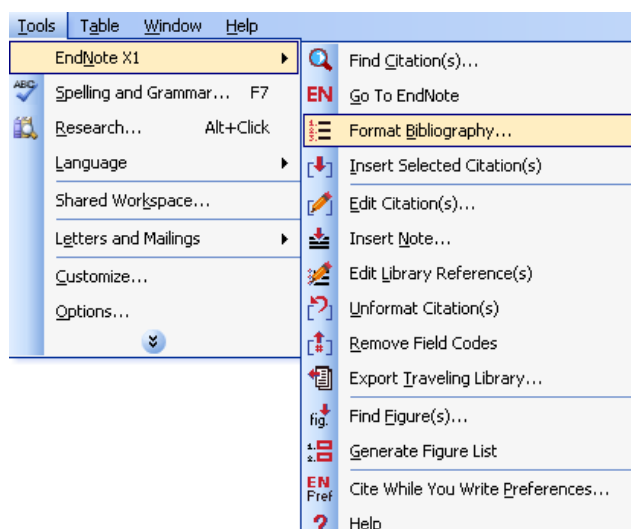 Tools Table Window Help
EndNote X1
ABC Spelling and Grammar... F7
Research... Alt+Click
Language
Shared Workspace...
Letters and Mailings
Customize...
Options...
Find Citation(s)...
EN Go To EndNote
Format Bibliography...
Insert Selected Citation(s)
Edit Citation(s)...
Insert Note...
Edit Library Reference(s)
Unformat Citation(s)
Remove Field Codes
Export Traveling Library...
fig. Find Figure(s)...
Generate Figure List
EN Pref Cite While You Write Preferences...
? Help